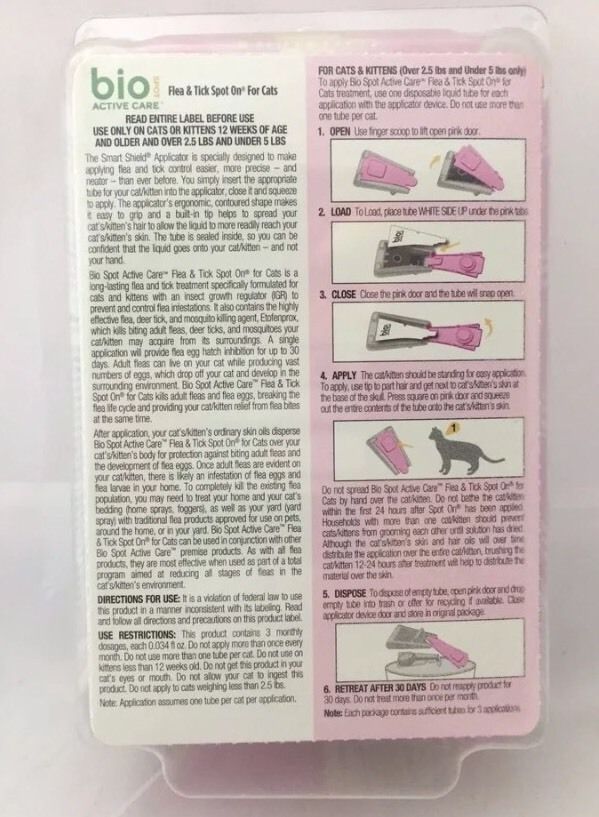 bio
SPOT
ACTIVE CARE™
Flea & Tick Spot On® For Cats
READ ENTIRE LABEL BEFORE USE
USE ONLY ON CATS OR KITTENS 12 WEEKS OF AGE
AND OLDER AND OVER 2.5 LBS AND UNDER 5 LBS
The Smart Shield® Applicator is specially designed to make
applying flea and tick control easier, more precise – and
neater – than ever before. You simply insert the appropriate
tube for your cat/kitten into the applicator, close it and squeeze
to apply. The applicator's ergonomic, contoured shape makes
it easy to grip and a built-in tip helps to spread your
cat's/kitten's hair to allow the liquid to more readily reach your
cat's/kitten's skin. The tube is sealed inside, so you can be
confident that the liquid goes onto your cat/kitten – and not
your hand.
Bio Spot Active Care™ Flea & Tick Spot On® for Cats is a
long-lasting flea and tick treatment specifically formulated for
cats and kittens with an insect growth regulator (IGR) to
prevent and control flea infestations. It also contains the highly
effective flea, deer tick, and mosquito killing agent, Etofenprox,
which kills biting adult fleas, deer ticks, and mosquitoes your
cat/kitten may acquire from its surroundings. A single
application will provide flea egg hatch inhibition for up to 30
days. Adult fleas can live on your cat while producing vast
numbers of eggs, which drop off your cat and develop in the
surrounding environment. Bio Spot Active Care™ Flea & Tick
Spot On® for Cats kills adult fleas and flea eggs, breaking the
flea life cycle and providing your cat/kitten relief from flea bites
at the same time.
After application, your cat's/kitten's ordinary skin oils disperse
Bio Spot Active Care™ Flea & Tick Spot On® for Cats over your
cat's/kitten's body for protection against biting adult fleas and
the development of flea eggs. Once adult fleas are evident on
your cat/kitten, there is likely an infestation of flea eggs and
flea larvae in your home. To completely kill the existing flea
population, you may need to treat your home and your cat's
bedding (home sprays, foggers), as well as your yard (yard
spray) with traditional flea products approved for use on pets,
around the home, or in your yard. Bio Spot Active Care™ Flea
& Tick Spot On® for Cats can be used in conjunction with other
Bio Spot Active Care™ premise products. As with all flea
products, they are most effective when used as part of a total
program aimed at reducing all stages of fleas in the
cat's/kitten's environment.
DIRECTIONS FOR USE: It is a violation of federal law to use
this product in a manner inconsistent with its labeling. Read
and follow all directions and precautions on this product label.
USE RESTRICTIONS: This product contains 3 monthly
dosages, each 0.034 fl oz. Do not apply more than once every
month. Do not use more than one tube per cat. Do not use on
kittens less than 12 weeks old. Do not get this product in your
cat's eyes or mouth. Do not allow your cat to ingest this
product. Do not apply to cats weighing less than 2.5 lbs.
Note: Application assumes one tube per cat per application.
FOR CATS & KITTENS (Over 2.5 lbs and Under 5 lbs only)
To apply Bio Spot Active Care™ Flea & Tick Spot On® for
Cats treatment, use one disposable liquid tube for each
application with the applicator device. Do not use more than
one tube per cat.
1. OPEN Use finger scoop to lift open pink door.
2. LOAD To Load, place tube WHITE SIDE UP under the pink tabs
bio
3. CLOSE Close the pink door and the tube will snap open.
bio
4. APPLY The cat/kitten should be standing for easy application.
To apply, use tip to part hair and get next to cat's/kitten's skin at
the base of the skull. Press square on pink door and squeeze
out the entire contents of the tube onto the cat's/kitten's skin.
1
Do not spread Bio Spot Active Care™ Flea & Tick Spot On® for
Cats by hand over the cat/kitten. Do not bathe the cat/kitten
within the first 24 hours after Spot On® has been applied.
Households with more than one cat/kitten should prevent
cats/kittens from grooming each other until solution has dried.
Although the cat's/kitten's skin and hair oils will over time
distribute the application over the entire cat/kitten, brushing the
cat/kitten 12-24 hours after treatment will help to distribute the
material over the skin.
5. DISPOSE To dispose of empty tube, open pink door and drop
empty tube into trash or offer for recycling if available. Close
applicator device door and store in original package.
6. RETREAT AFTER 30 DAYS Do not reapply product for
30 days. Do not treat more than once per month.
Note: Each package contains sufficient tubes for 3 applications